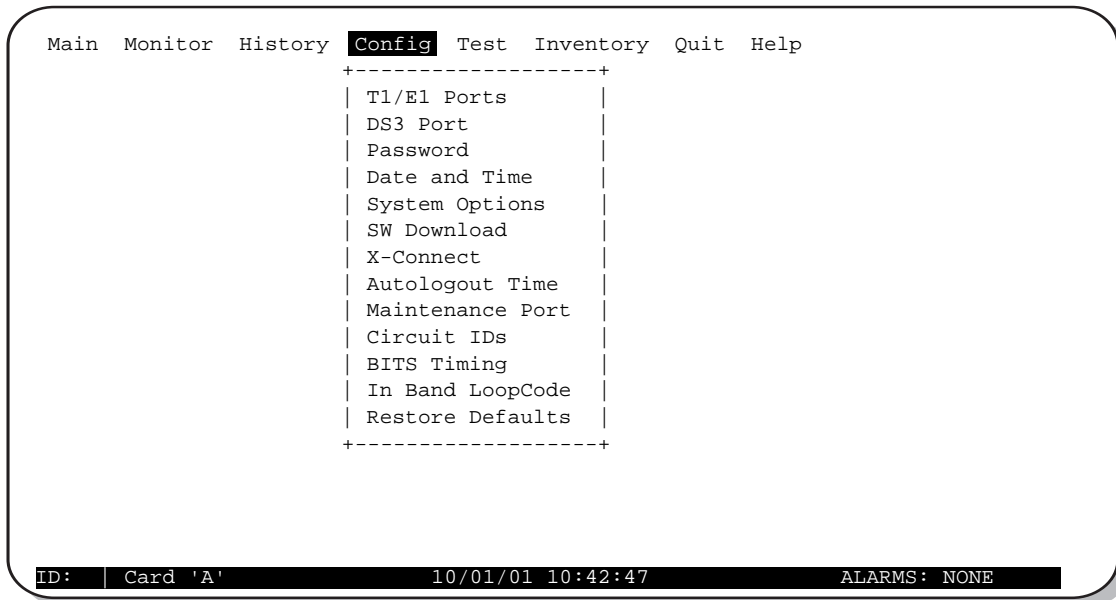 Main Monitor History Config Test Inventory Quit Help
T1/E1 Ports
DS3 Port
Password
Date and Time
System Options
SW Download
X-Connect
Autologout Time
Maintenance Port
Circuit IDs
BITS Timing
In Band LoopCode
Restore Defaults
ID: | Card 'A' 10/01/01 10:42:47 ALARMS: NONE